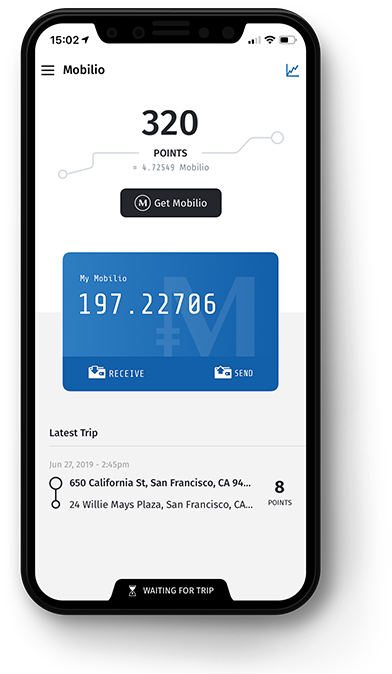 15:02
Mobilio
320
POINTS
= 4.72549 Mobilio
M Get Mobilio
My Mobilio
197.22706
M
RECEIVE
SEND
Latest Trip
Jun 27, 2019 - 2:45pm
650 California St, San Francisco, CA 94...
24 Willie Mays Plaza, San Francisco, CA...
8
POINTS
WAITING FOR TRIP